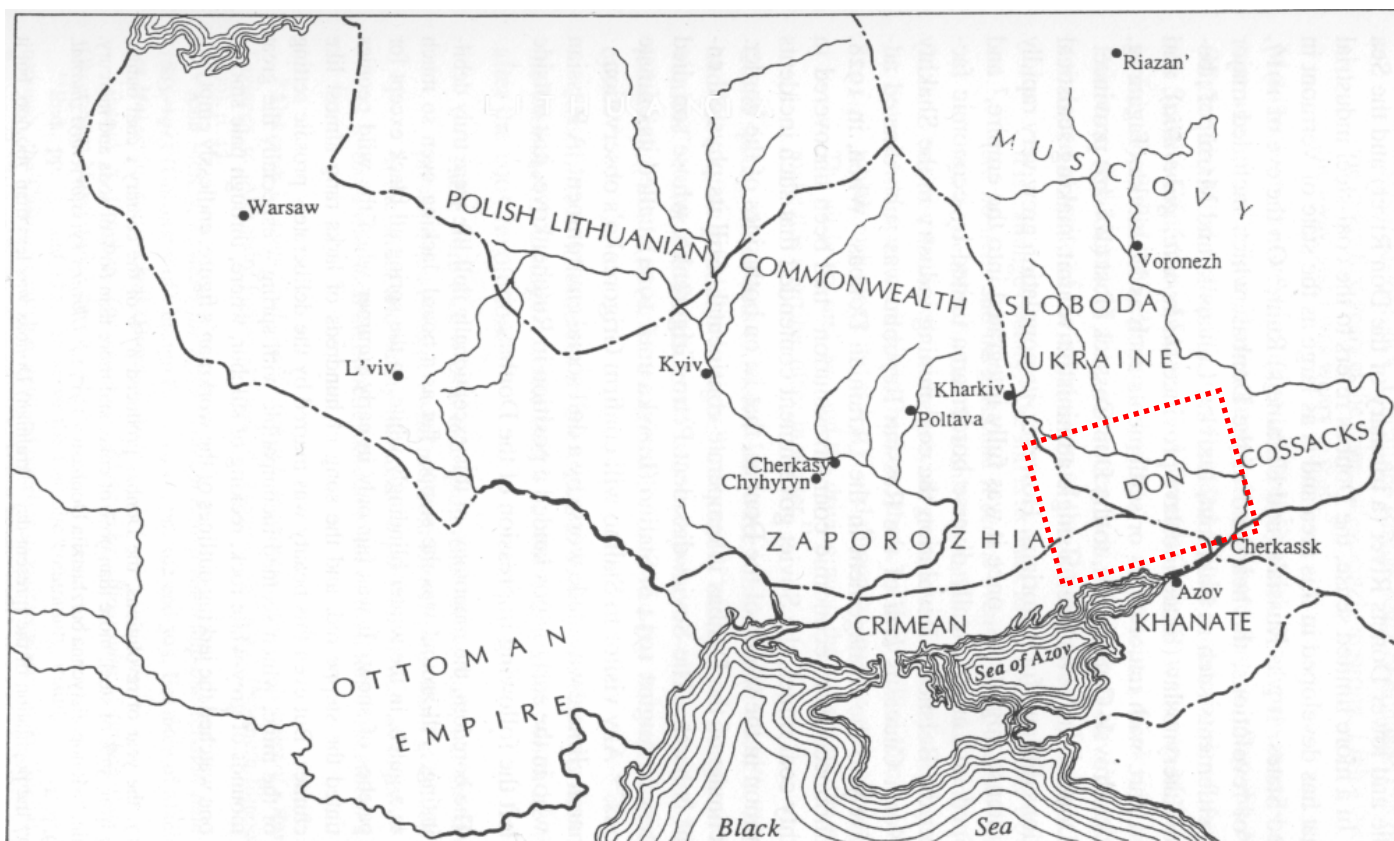 Riazan'
MUSCOVY
Warsaw
POLISH LITHUANIAN
COMMONWEALTH
Voronezh
SLOBODA
UKRAINE
L'viv
Kyiv
Kharkiv
Poltava
COSSACKS
DON
Cherkasy
Chyhyryn
ZAPOROZHIA
Cherkassk
Azov
CRIMEAN
KHANATE
Sea of Azov
OTTOMAN
EMPIRE
Black
Sea